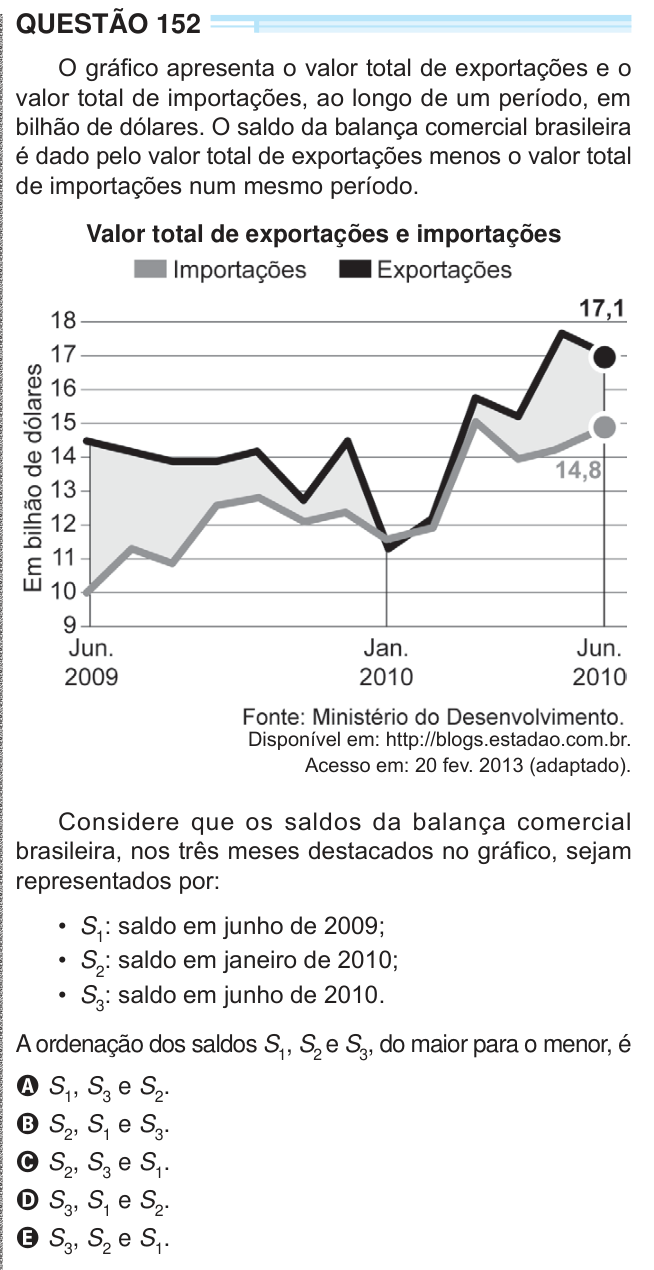 QUESTÃO 152
O gráfico apresenta o valor total de exportações e o
valor total de importações, ao longo de um período, em
bilhão de dólares. O saldo da balança comercial brasileira
é dado pelo valor total de exportações menos o valor total
de importações num mesmo período.
Valor total de exportações e importações
Importações Exportações
17,1
Em bilhão de dólares
18
17
16
15
14
13
12
11
10
9
14,8
Jun. Jan. Jun.
2009 2010 2010
Fonte: Ministério do Desenvolvimento.
Disponível em: http://blogs.estadao.com.br.
Acesso em: 20 fev. 2013 (adaptado).
Considere que os saldos da balança comercial
brasileira, nos três meses destacados no gráfico, sejam
representados por:
• S₁: saldo em junho de 2009;
• S₂: saldo em janeiro de 2010;
• S₃: saldo em junho de 2010.
A ordenação dos saldos S₁, S₂ e S₃, do maior para o menor, é
A S₁, S₃ e S₂.
B S₂, S₁ e S₃.
C S₂, S₃ e S₁.
D S₃, S₁ e S₂.
E S₃, S₂ e S₁.